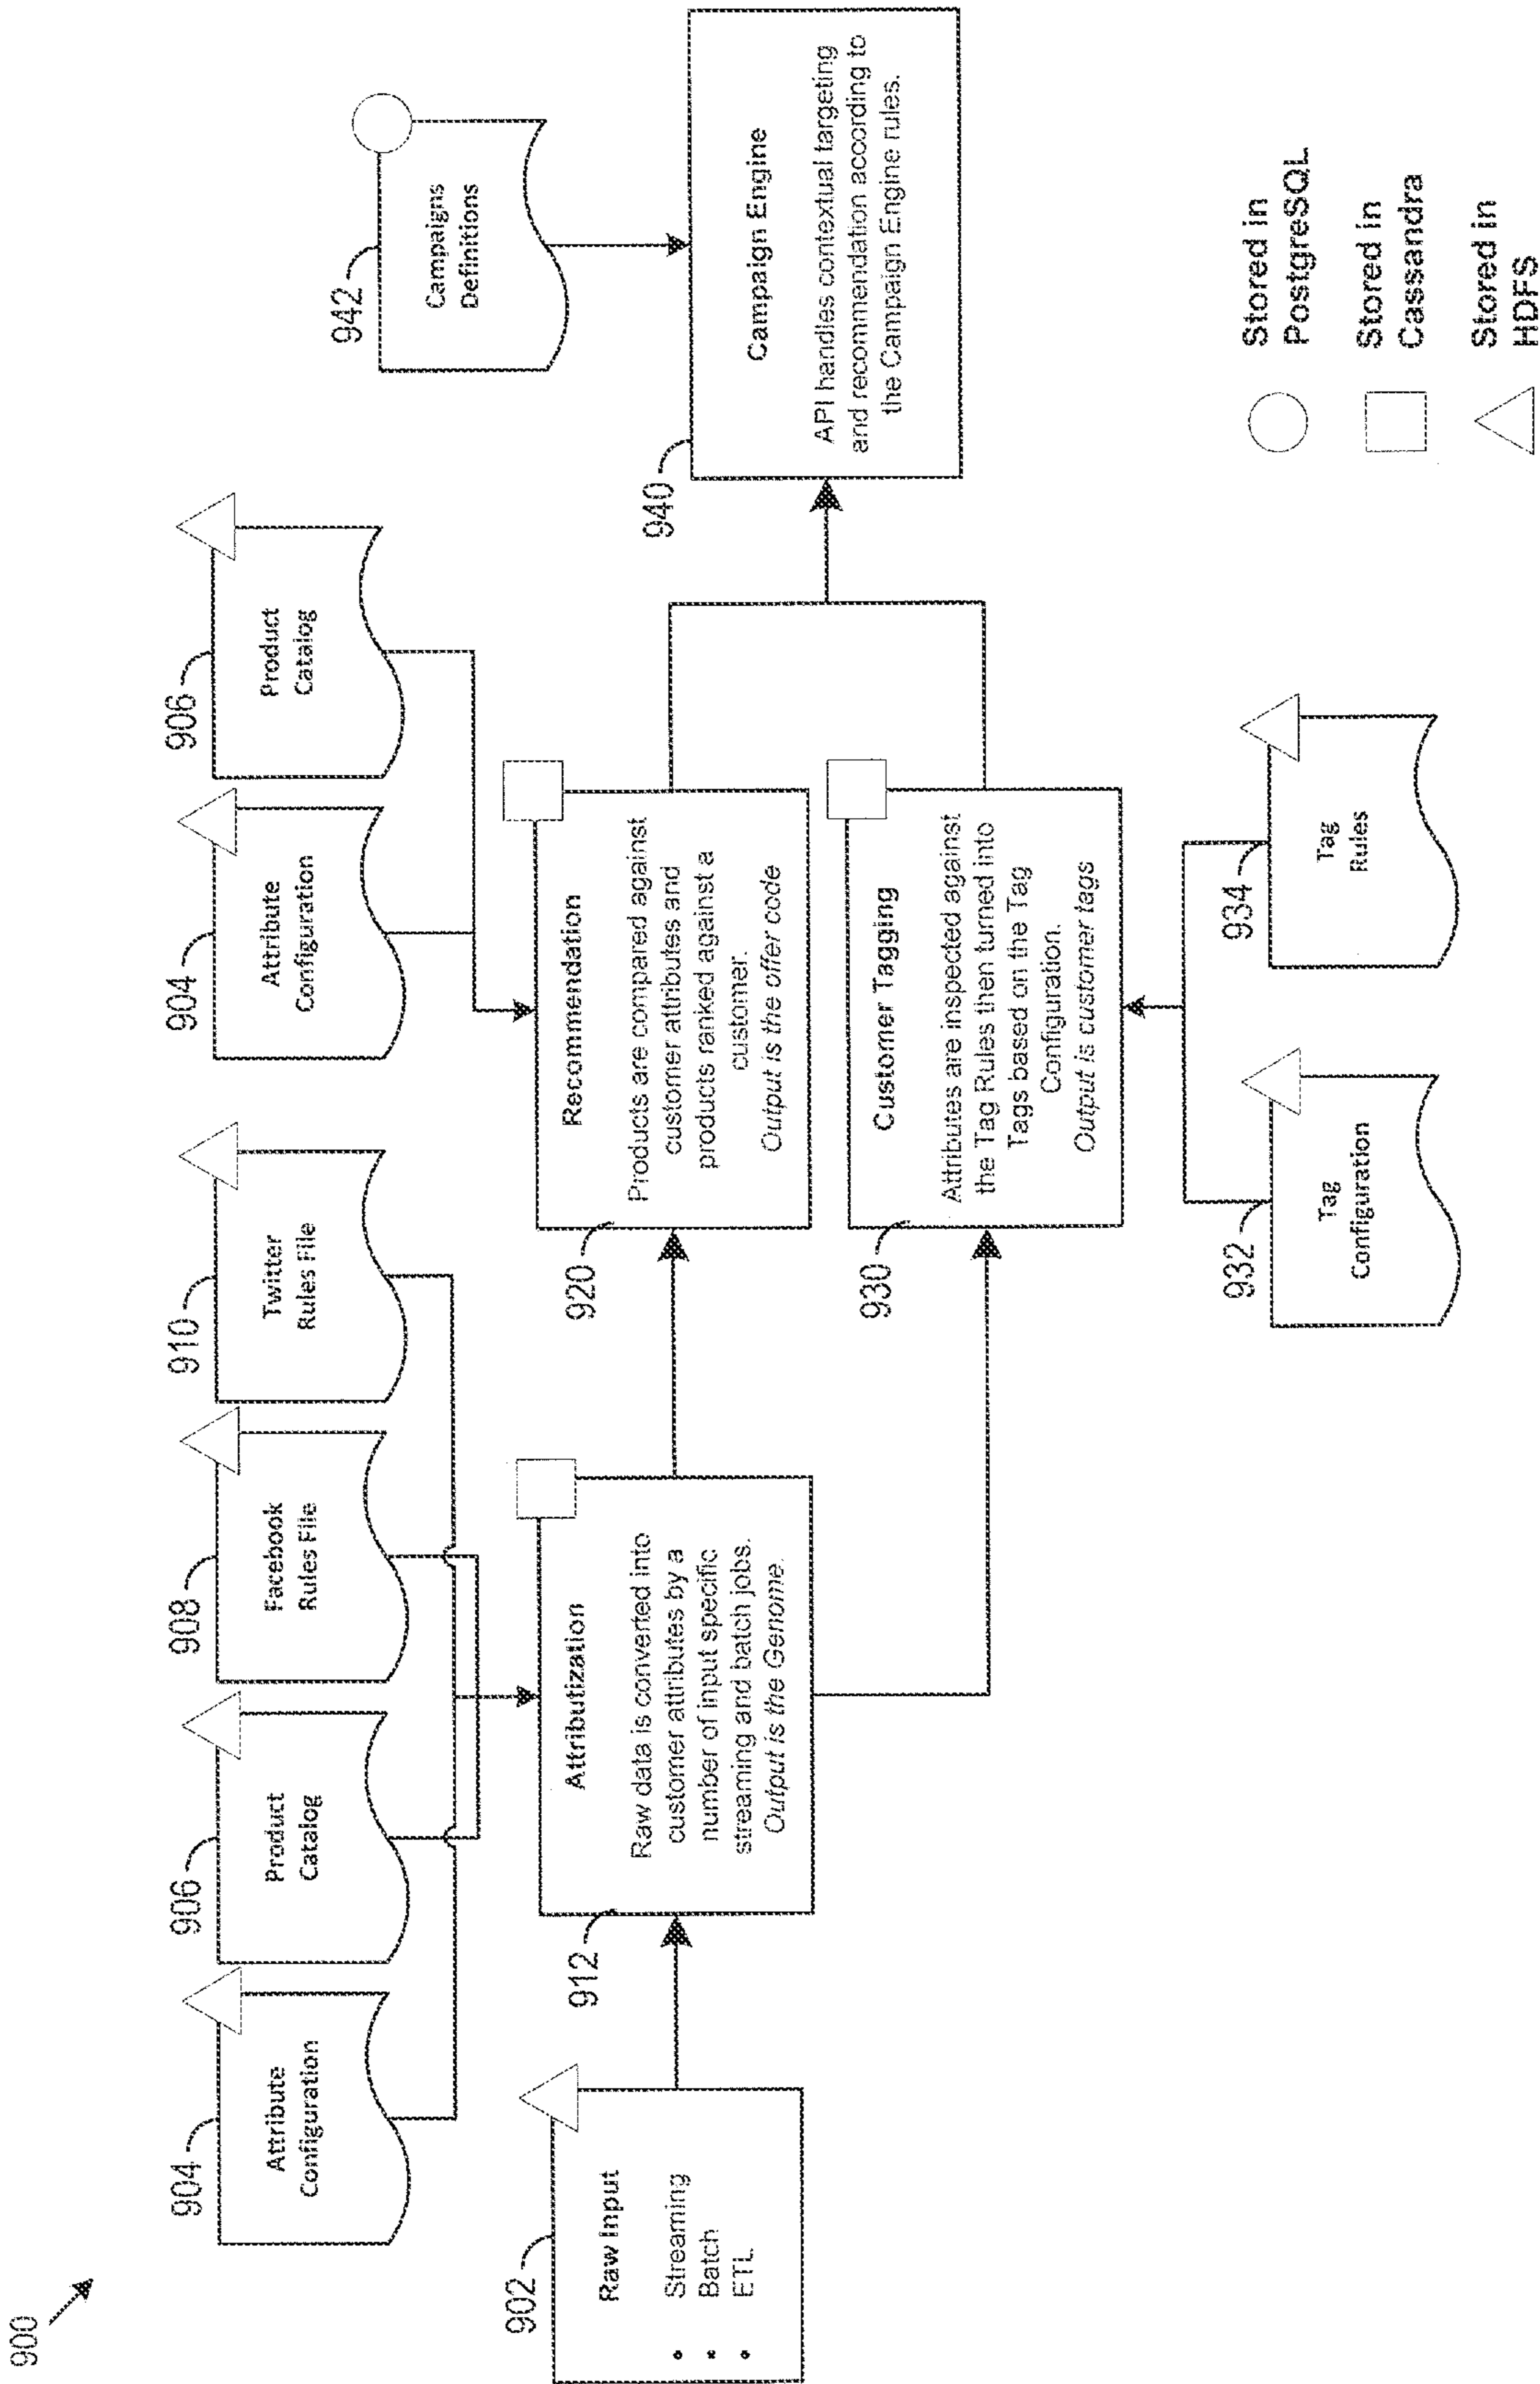 900
904
Attribute
Configuration
906
Product
Catalog
908
Facebook
Rules File
910
Twitter
Rules File
904
Attribute
Configuration
906
Product
Catalog
942
Campaigns
Definitions
902
Raw Input
• Streaming
• Batch
• ETL
912
Attributization
Raw data is converted into
customer attributes by a
number of input specific
streaming and batch jobs.
Output is the Genome.
920
Recommendation
Products are compared against
customer attributes and
products ranked against a
customer.
Output is the offer code
930
Customer Tagging
Attributes are inspected against
the Tag Rules then turned into
Tags based on the Tag
Configuration.
Output is customer tags
940
Campaign Engine
API handles contextual targeting
and recommendation according to
the Campaign Engine rules.
932
Tag
Configuration
934
Tag
Rules
Stored in
PostgreSQL
Stored in
Cassandra
Stored in
HDFS